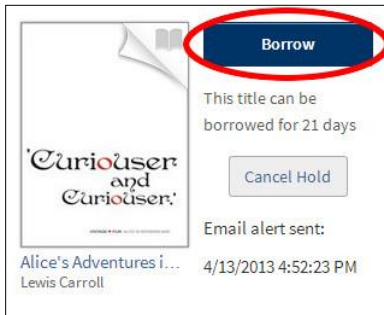 Borrow
This title can be
borrowed for 21 days
Cancel Hold
Email alert sent:
4/13/2013 4:52:23 PM
'Curiouser
and
Curiouser.'
Alice's Adventures i...
Lewis Carroll